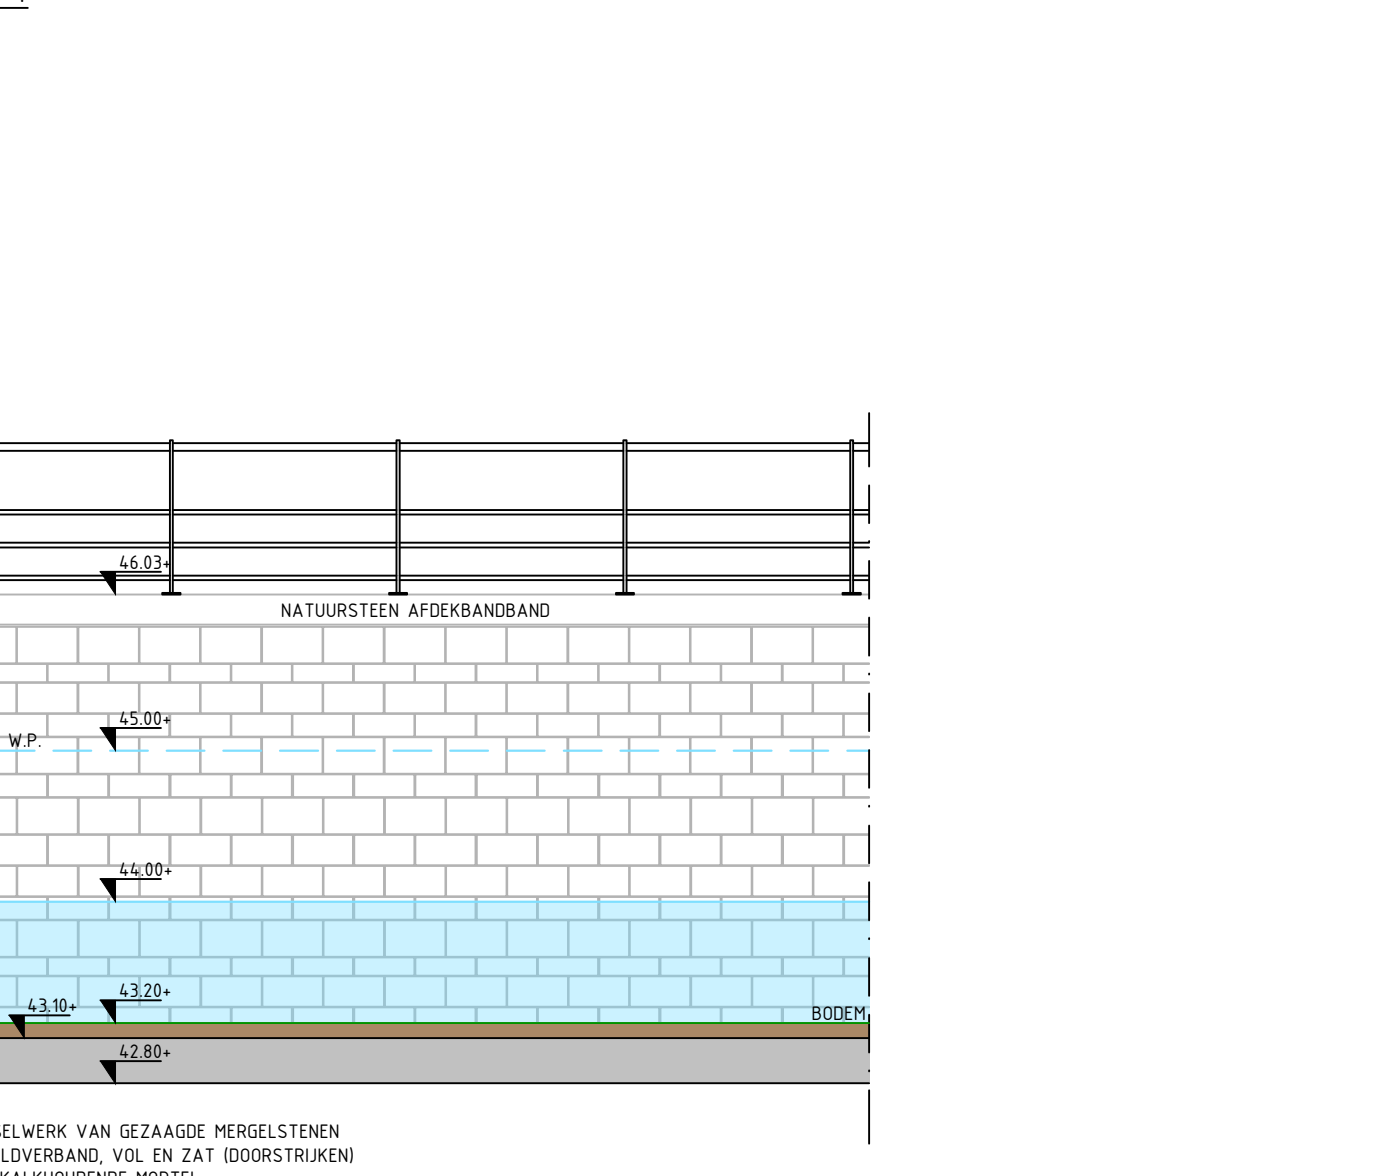 46.03+
NATUURSTEEN AFDEKBANDBAND
45.00+
W.P.
44.00+
43.20+
43.10+
BODEM
42.80+
SELWERK VAN GEZAAGDE MERGELSTENEN
LDVERBAND, VOL EN ZAT (DOORSTRIJKEN)